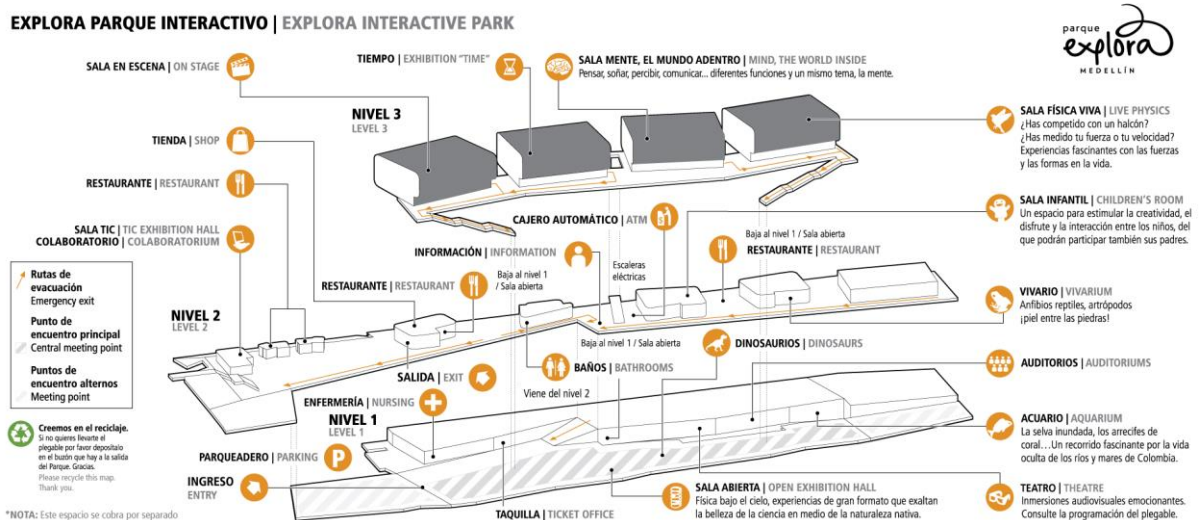 EXPLORA PARQUE INTERACTIVO | EXPLORA INTERACTIVE PARK
parque
explora
MEDELLÍN
SALA EN ESCENA | ON STAGE
TIEMPO | EXHIBITION "TIME"
SALA MENTE, EL MUNDO ADENTRO | MIND, THE WORLD INSIDE
Pensar, soñar, percibir, comunicar... diferentes funciones y un mismo tema, la mente.
NIVEL 3
LEVEL 3
SALA FÍSICA VIVA | LIVE PHYSICS
¿Has competido con un halcón?
¿Has medido tu fuerza o tu velocidad?
Experiencias fascinantes con las fuerzas
y las formas en la vida.
TIENDA | SHOP
RESTAURANTE | RESTAURANT
SALA TIC | TIC EXHIBITION HALL
COLABORATORIO | COLABORATORIUM
CAJERO AUTOMÁTICO | ATM
SALA INFANTIL | CHILDREN'S ROOM
Un espacio para estimular la creatividad, el
disfrute y la interacción entre los niños, del
que podrán participar también sus padres.
INFORMACIÓN | INFORMATION
Baja al nivel 1 / Sala abierta
RESTAURANTE | RESTAURANT
Escaleras
eléctricas
Baja al nivel 1
/ Sala abierta
RESTAURANTE | RESTAURANT
Rutas de
evacuación
Emergency exit
Punto de
encuentro principal
Central meeting point
Puntos de
encuentro alternos
Meeting point
NIVEL 2
LEVEL 2
VIVARIO | VIVARIUM
Anfibios reptiles, artrópodos
¡piel entre las piedras!
Baja al nivel 1 / Sala abierta
DINOSAURIOS | DINOSAURS
SALIDA | EXIT
BAÑOS | BATHROOMS
AUDITORIOS | AUDITORIUMS
Viene del nivel 2
ENFERMERÍA | NURSING
NIVEL 1
LEVEL 1
ACUARIO | AQUARIUM
La selva inundada, los arrecifes de
coral...Un recorrido fascinante por la vida
oculta de los ríos y mares de Colombia.
Creemos en el reciclaje.
Si no quieres llevarte el
plegable por favor deposítalo
en el buzón que hay a la salida
del Parque. Gracias.
Please recycle this map.
Thank you.
PARQUEADERO | PARKING
P
INGRESO
ENTRY
SALA ABIERTA | OPEN EXHIBITION HALL
Física bajo el cielo, experiencias de gran formato que exaltan
la belleza de la ciencia en medio de la naturaleza nativa.
TEATRO | THEATRE
Inmersiones audiovisuales emocionantes.
Consulte la programación del plegable.
TAQUILLA | TICKET OFFICE
*NOTA: Este espacio se cobra por separado